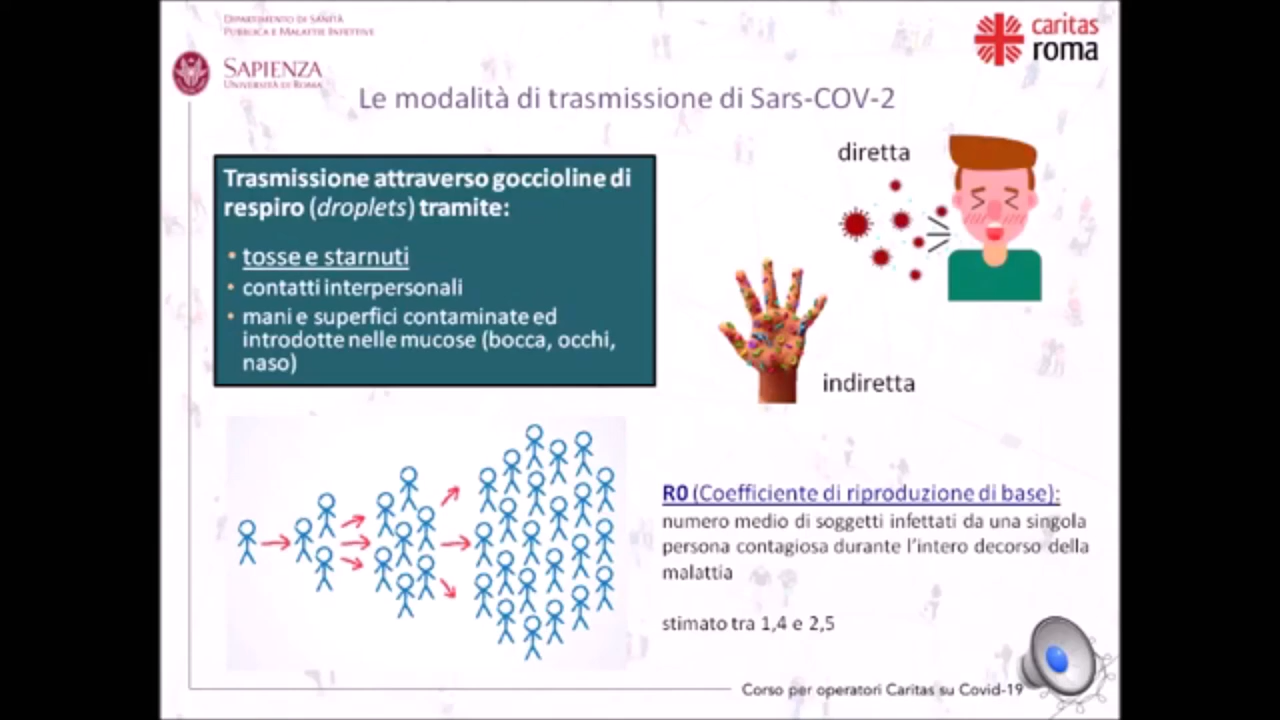 DIPARTIMENTO DI SANITÀ
PUBBLICA E MALATTIE INFETTIVE
SAPIENZA
UNIVERSITÀ DI ROMA
caritas
roma
Le modalità di trasmissione di Sars-COV-2
Trasmissione attraverso goccioline di
respiro (droplets) tramite:
• tosse e starnuti
• contatti interpersonali
• mani e superfici contaminate ed
introdotte nelle mucose (bocca, occhi,
naso)
diretta
indiretta
R0 (Coefficiente di riproduzione di base):
numero medio di soggetti infettati da una singola
persona contagiosa durante l'intero decorso della
malattia
stimato tra 1,4 e 2,5
Corso per operatori Caritas su Covid-19